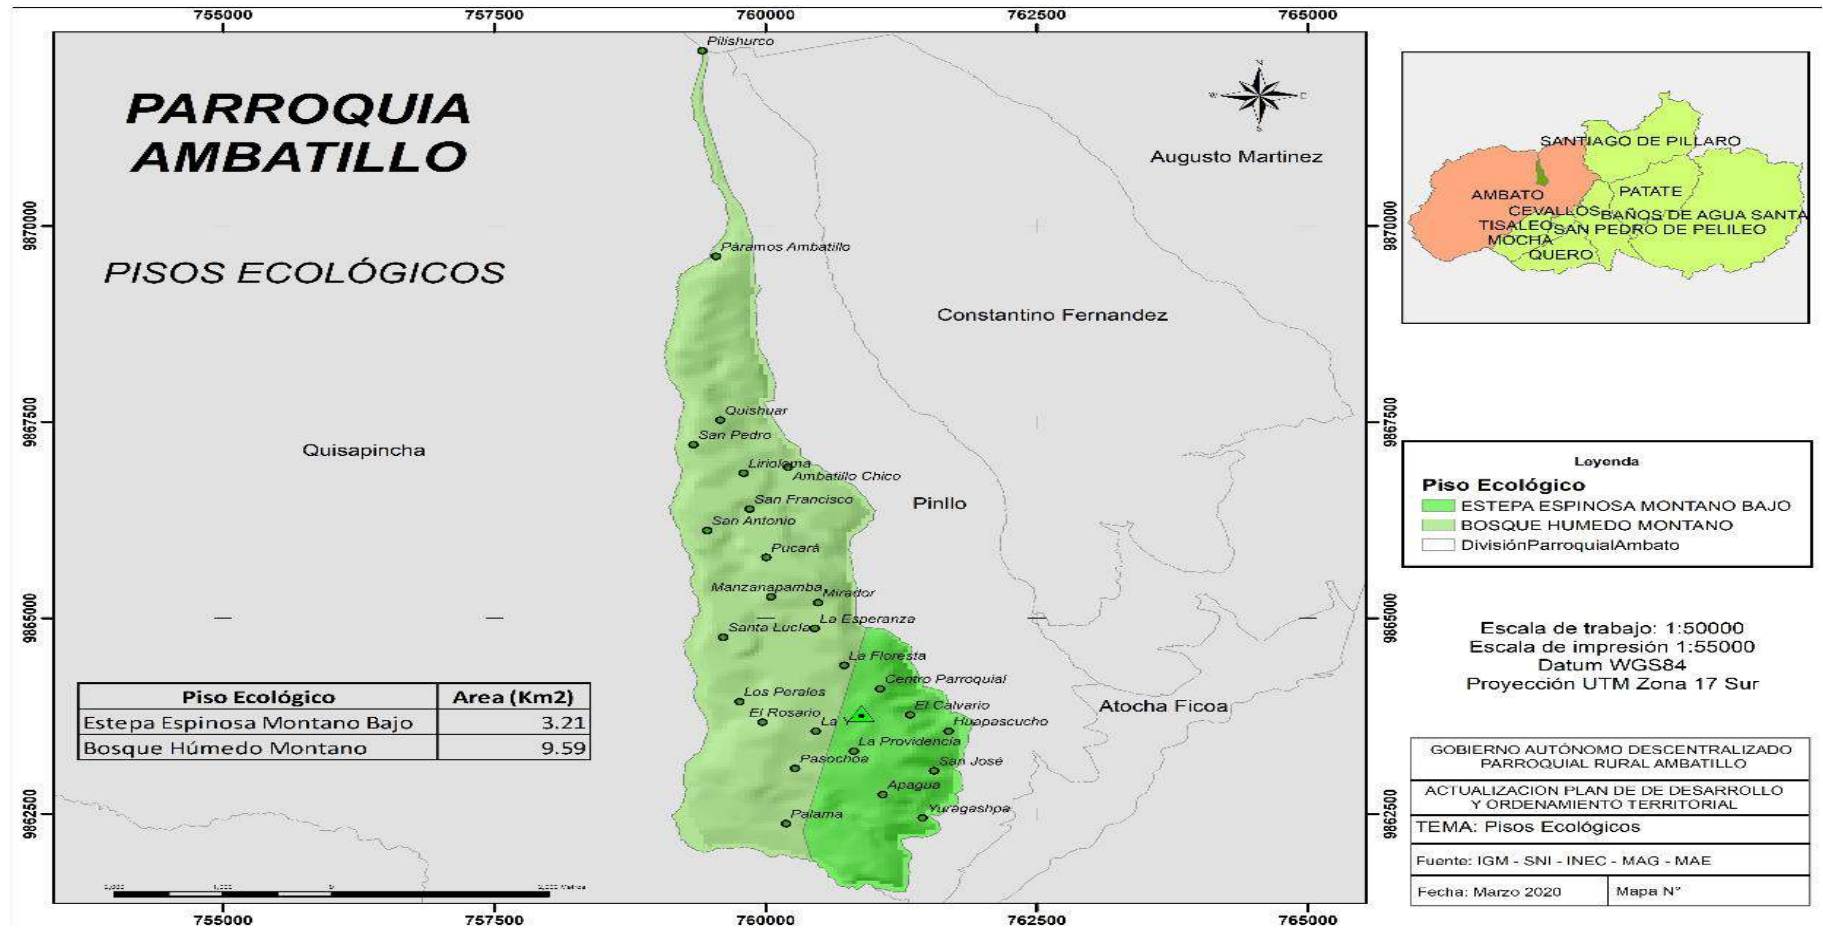 755000 757500 760000 762500 765000
PARROQUIA
AMBATILLO
PISOS ECOLÓGICOS
Pilishurco
N
W E
S
Augusto Martinez
9870000
9870000
Páramos Ambatillo
Constantino Fernandez
9867500
9867500
Quishuar
San Pedro
Quisapincha
Lirioloma
Ambatillo Chico
San Francisco
Pinllo
San Antonio
Pucará
Manzanapamba
Mirador
9865000
9865000
La Esperanza
Santa Lucía
La Floresta
Centro Parroquial
Los Perales
El Rosario
La Y
El Calvario
Huapascucho
Atocha Ficoa
La Providencia
Pasochoa
San José
Apagua
9862500
9862500
Palama
Yuragashpa
Piso Ecológico Area (Km2)
Estepa Espinosa Montano Bajo 3.21
Bosque Húmedo Montano 9.59
755000 757500 760000 762500 765000
SANTIAGO DE PILLARO
AMBATO
PATATE
CEVALLOS
BAÑOS DE AGUA SANTA
TISALEO
SAN PEDRO DE PELILEO
MOCHA
QUERO
Leyenda
Piso Ecológico
ESTEPA ESPINOSA MONTANO BAJO
BOSQUE HUMEDO MONTANO
DivisiónParroquialAmbato
Escala de trabajo: 1:50000
Escala de impresión 1:55000
Datum WGS84
Proyección UTM Zona 17 Sur
GOBIERNO AUTÓNOMO DESCENTRALIZADO
PARROQUIAL RURAL AMBATILLO
ACTUALIZACIÓN PLAN DE DE DESARROLLO
Y ORDENAMIENTO TERRITORIAL
TEMA: Pisos Ecológicos
Fuente: IGM - SNI - INEC - MAG - MAE
Fecha: Marzo 2020 Mapa N°